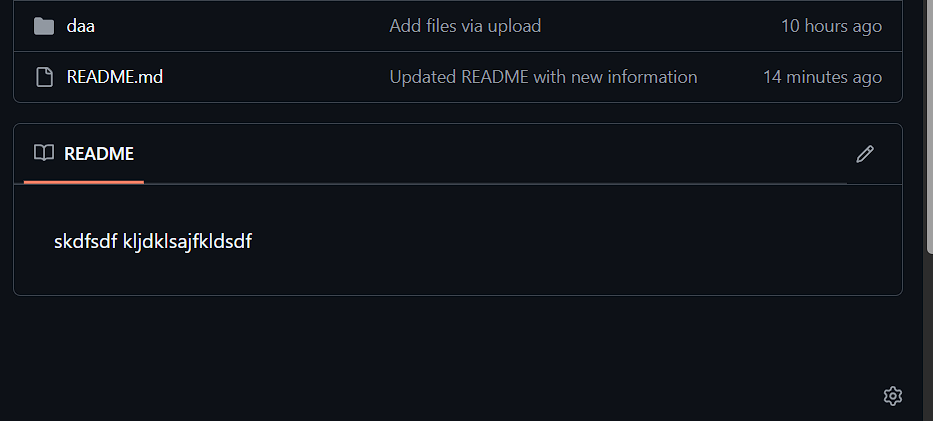 daa Add files via upload 10 hours ago
README.md Updated README with new information 14 minutes ago
README
skdfsdf kljdklsajfkldsdf